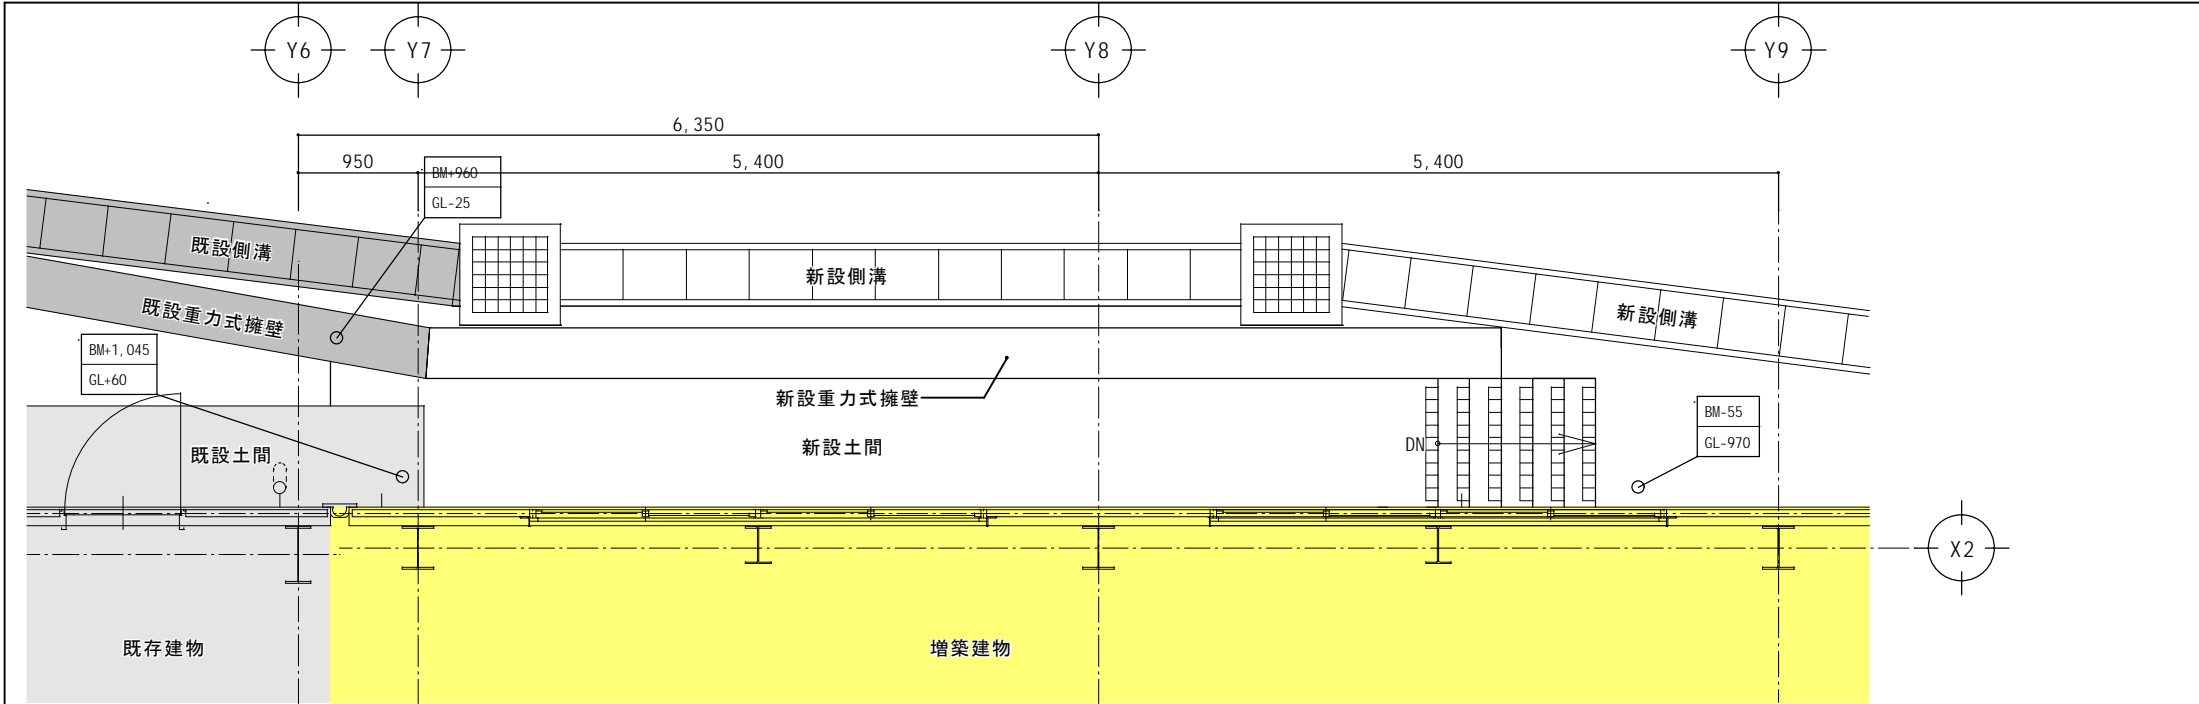 Y6
Y7
Y8
Y9
6,350
950
5,400
5,400
BM+960
GL-25
既設側溝
新設側溝
新設側溝
既設重力式擁壁
BM+1,045
GL+60
新設重力式擁壁
BM-55
GL-970
既設土間
新設土間
DN
X2
既存建物
増築建物